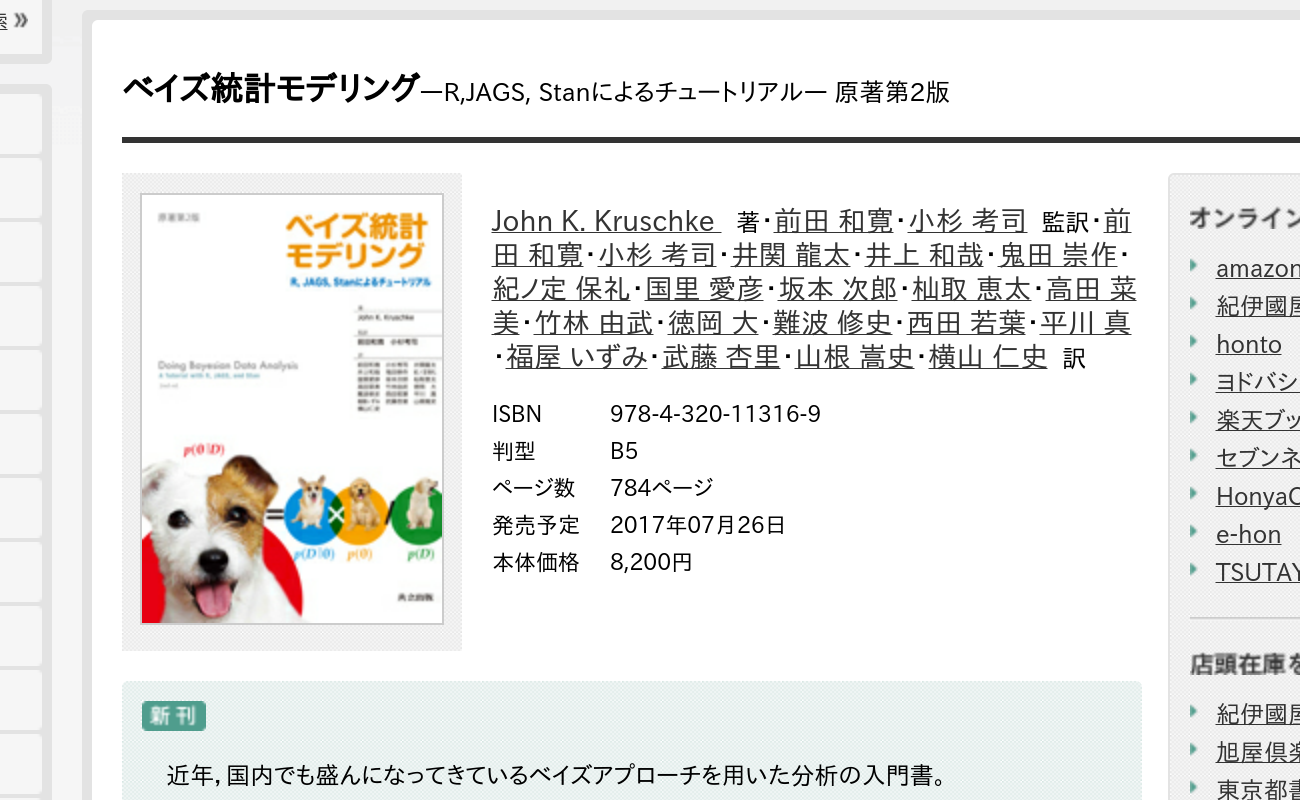 索 »
ベイズ統計モデリング―R,JAGS, Stanによるチュートリアル― 原著第2版
原著第2版
ベイズ統計
モデリング
R, JAGS, Stanによるチュートリアル
John K. Kruschke
前田和寛 小杉考司
Doing Bayesian Data Analysis
A Tutorial with R, JAGS, and Stan
p(θ|D)
=
×
/
p(D|θ) p(θ) p(D)
共立出版
John K. Kruschke 著・前田 和寛・小杉 考司 監訳・前
田 和寛・小杉 考司・井関 龍太・井上 和哉・鬼田 崇作・
紀ノ定 保礼・国里 愛彦・坂本 次郎・杣取 恵太・高田 菜
美・竹林 由武・徳岡 大・難波 修史・西田 若葉・平川 真
・福屋 いずみ・武藤 杏里・山根 嵩史・横山 仁史 訳
ISBN 978-4-320-11316-9
判型 B5
ページ数 784ページ
発売予定 2017年07月26日
本体価格 8,200円
新刊
近年，国内でも盛んになってきているベイズアプローチを用いた分析の入門書。
オンライン
amazon
紀伊國屋
honto
ヨドバシ
楽天ブッ
セブンネ
HonyaC
e-hon
TSUTAY
店頭在庫を
紀伊國屋
旭屋倶楽
東京都書